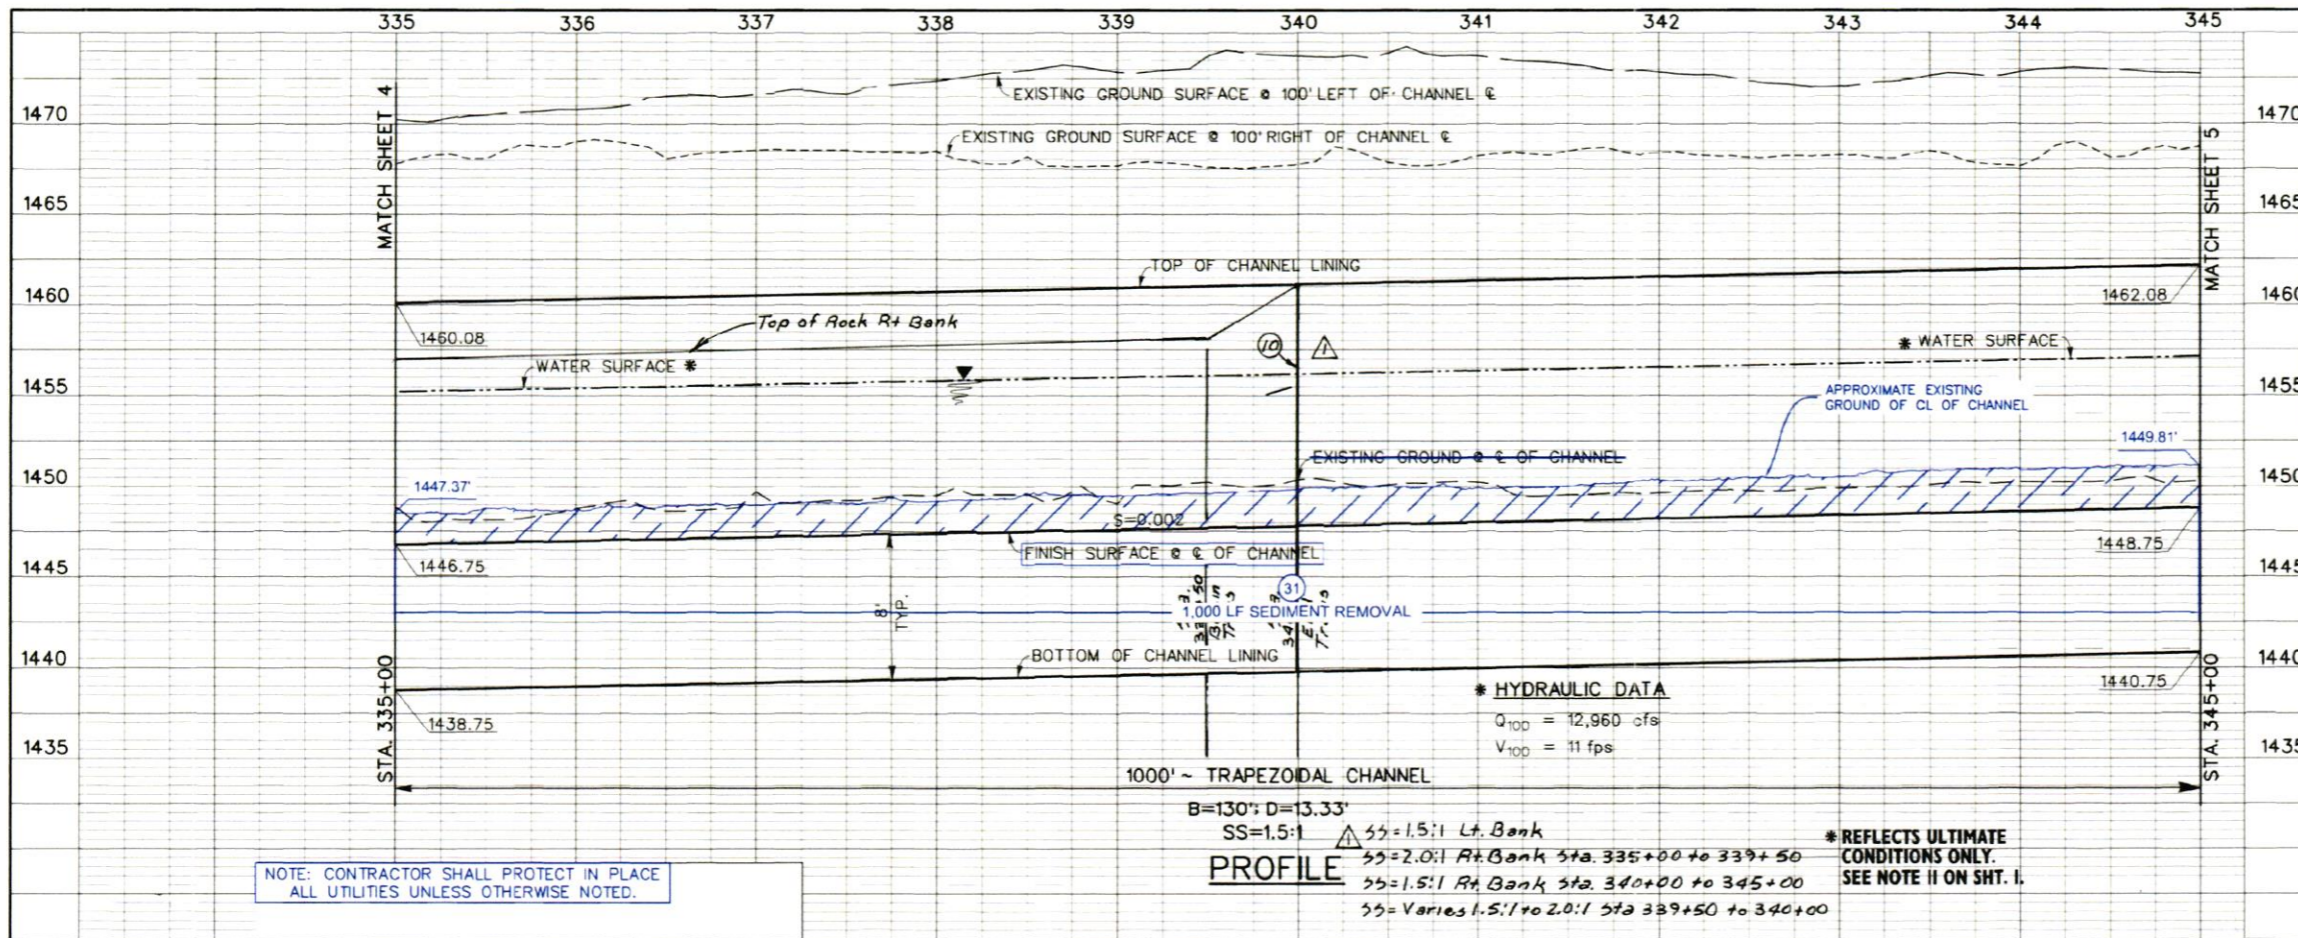 335 336 337 338 339 340 341 342 343 344 345
EXISTING GROUND SURFACE @ 100' LEFT OF CHANNEL ℄
EXISTING GROUND SURFACE @ 100' RIGHT OF CHANNEL ℄
1470 1470
1465 1465
1460 1460
1455 1455
1450 1450
1445 1445
1440 1440
1435 1435
MATCH SHEET 4
MATCH SHEET 5
TOP OF CHANNEL LINING
1460.08
1462.08
Top of Rock Rt Bank
WATER SURFACE *
10
1
* WATER SURFACE
APPROXIMATE EXISTING
GROUND OF CL OF CHANNEL
1449.81'
EXISTING GROUND @ ℄ OF CHANNEL
1447.37'
S=0.002
FINISH SURFACE @ ℄ OF CHANNEL
1446.75
1448.75
8'
TYP.
31
1,000 LF SEDIMENT REMOVAL
BOTTOM OF CHANNEL LINING
1438.75
1440.75
STA. 335+00
STA. 345+00
* HYDRAULIC DATA
Q100 = 12,960 cfs
V100 = 11 fps
1000' ~ TRAPEZOIDAL CHANNEL
B=130'; D=13.33'
SS=1.5:1
1 SS=1.5:1 Lt. Bank
SS=2.0:1 Rt. Bank Sta. 335+00 to 339+50
SS=1.5:1 Rt. Bank Sta. 340+00 to 345+00
SS=Varies 1.5:1 to 2.0:1 Sta 339+50 to 340+00
PROFILE
* REFLECTS ULTIMATE
CONDITIONS ONLY.
SEE NOTE 11 ON SHT. 1.
NOTE: CONTRACTOR SHALL PROTECT IN PLACE
ALL UTILITIES UNLESS OTHERWISE NOTED.